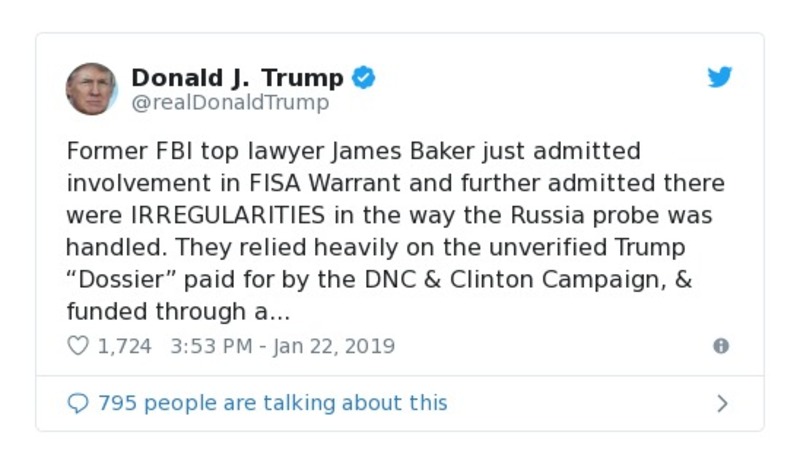 Donald J. Trump
@realDonaldTrump
Former FBI top lawyer James Baker just admitted
involvement in FISA Warrant and further admitted there
were IRREGULARITIES in the way the Russia probe was
handled. They relied heavily on the unverified Trump
“Dossier” paid for by the DNC & Clinton Campaign, &
funded through a...
1,724 3:53 PM - Jan 22, 2019
795 people are talking about this